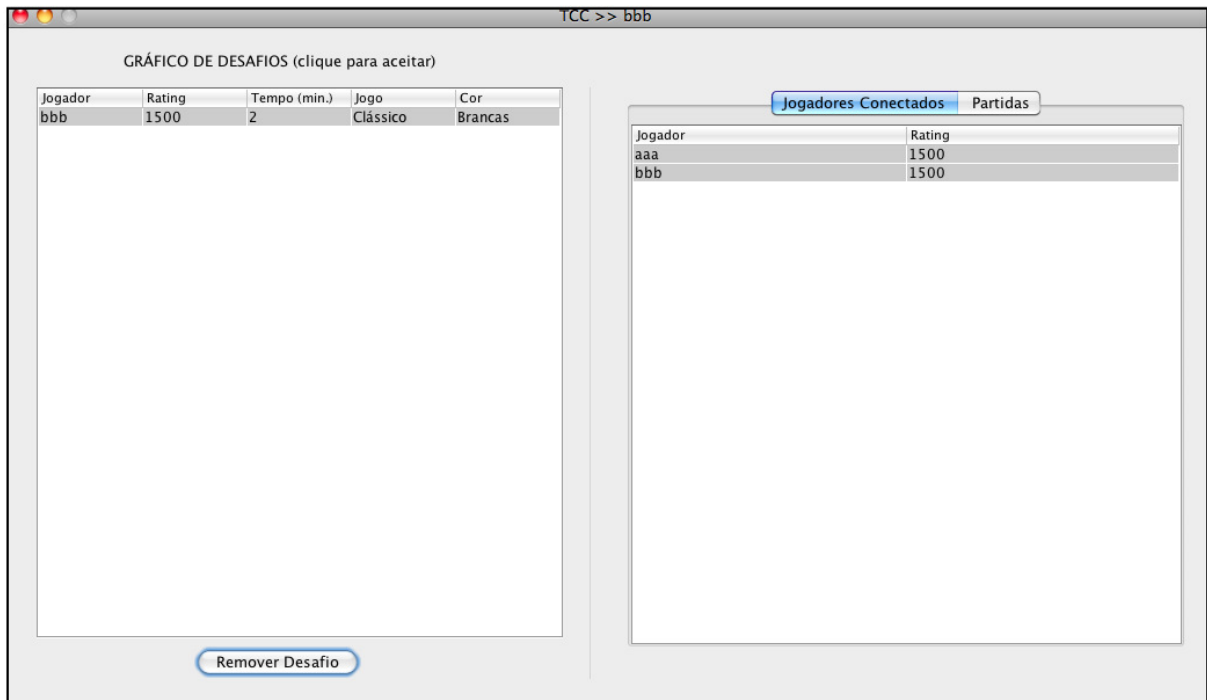 TCC >> bbb
GRÁFICO DE DESAFIOS (clique para aceitar)
Jogador Rating Tempo (min.) Jogo Cor
bbb 1500 2 Clássico Brancas
Remover Desafio
Jogadores Conectados Partidas
Jogador Rating
aaa 1500
bbb 1500